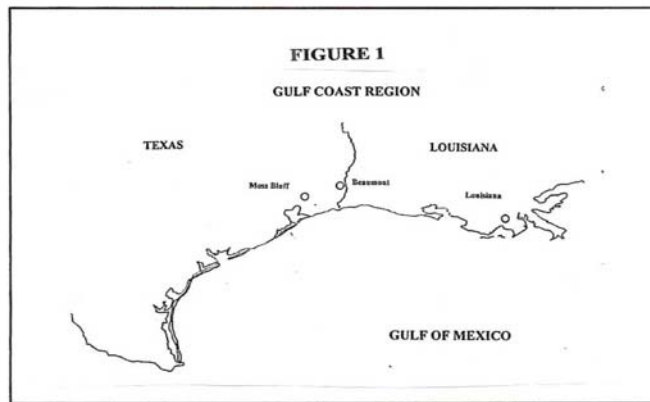 FIGURE 1
GULF COAST REGION
TEXAS
LOUISIANA
Moss Bluff
Beaumont
Louisiana
GULF OF MEXICO